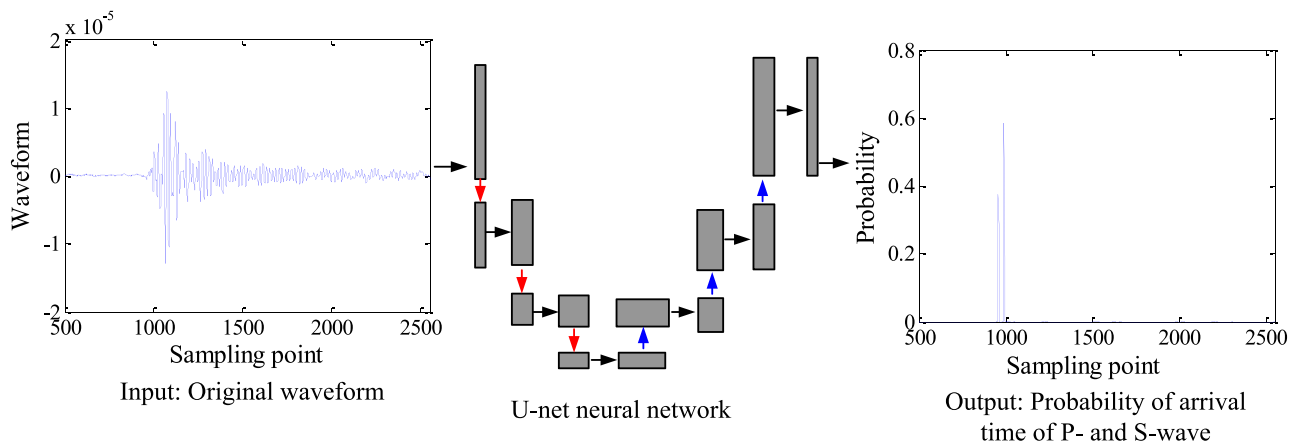 2 x 10^-5
1
0
-1
-2
Waveform
500 1000 1500 2000 2500
Sampling point
Input: Original waveform
U-net neural network
0.8
0.6
0.4
0.2
0
Probability
500 1000 1500 2000 2500
Sampling point
Output: Probability of arrival
time of P- and S-wave